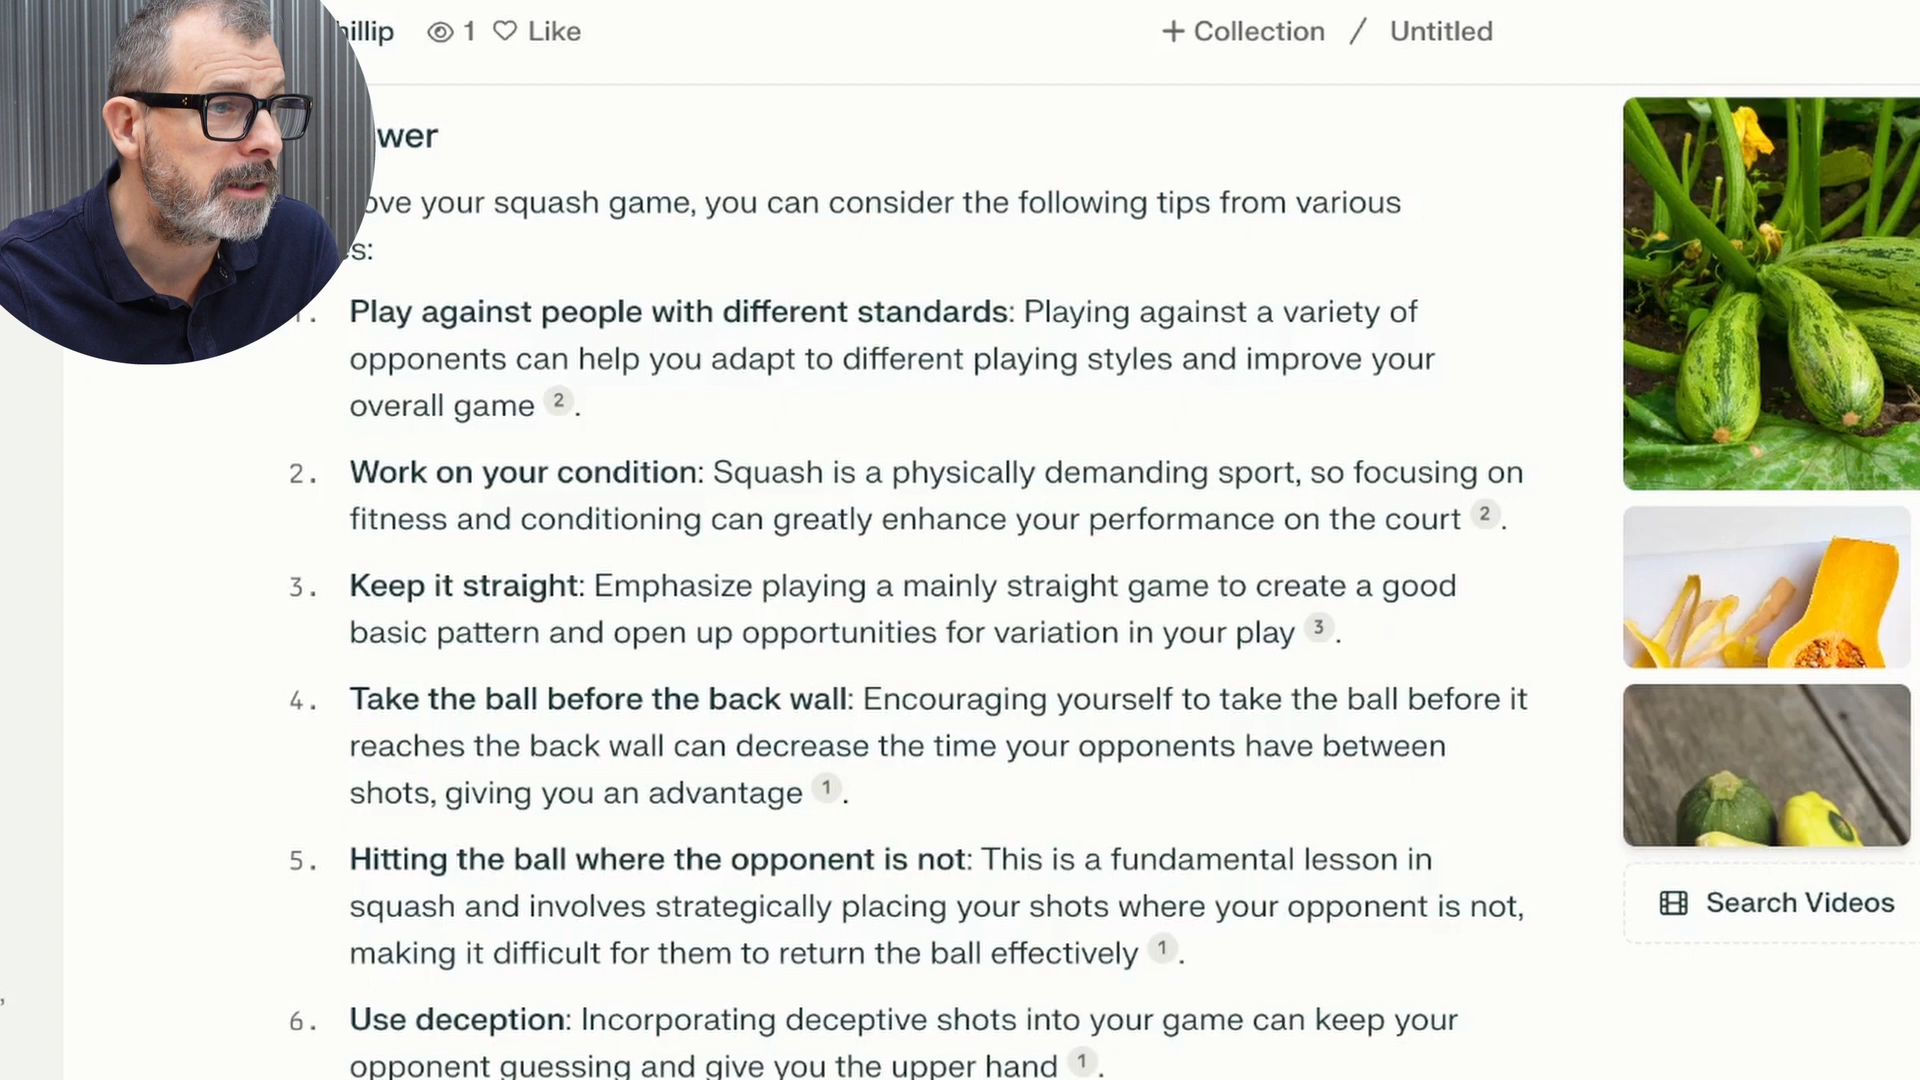 hillip 1 Like + Collection / Untitled
wer
ove your squash game, you can consider the following tips from various
s:
1. Play against people with different standards: Playing against a variety of
opponents can help you adapt to different playing styles and improve your
overall game 2.
2. Work on your condition: Squash is a physically demanding sport, so focusing on
fitness and conditioning can greatly enhance your performance on the court 2.
3. Keep it straight: Emphasize playing a mainly straight game to create a good
basic pattern and open up opportunities for variation in your play 3.
4. Take the ball before the back wall: Encouraging yourself to take the ball before it
reaches the back wall can decrease the time your opponents have between
shots, giving you an advantage 1.
5. Hitting the ball where the opponent is not: This is a fundamental lesson in
squash and involves strategically placing your shots where your opponent is not,
making it difficult for them to return the ball effectively 1.
Search Videos
6. Use deception: Incorporating deceptive shots into your game can keep your
opponent guessing and give you the upper hand 1.